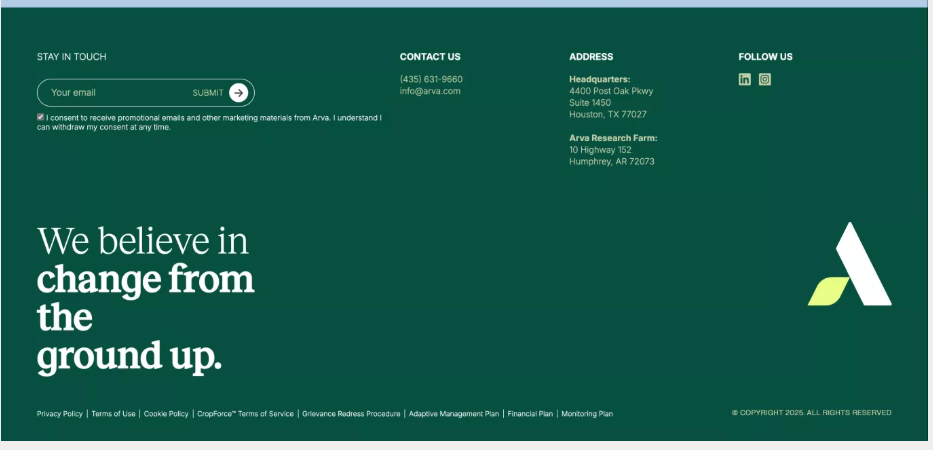 STAY IN TOUCH
Your email
SUBMIT
I consent to receive promotional emails and other marketing materials from Arva. I understand I
can withdraw my consent at any time.
CONTACT US
(435) 631-9660
info@arva.com
ADDRESS
Headquarters:
4400 Post Oak Pkwy
Suite 1450
Houston, TX 77027
Arva Research Farm:
10 Highway 152
Humphrey, AR 72073
FOLLOW US
We believe in
change from
the
ground up.
Privacy Policy | Terms of Use | Cookie Policy | CropForce™ Terms of Service | Grievance Redress Procedure | Adaptive Management Plan | Financial Plan | Monitoring Plan
© COPYRIGHT 2025. ALL RIGHTS RESERVED